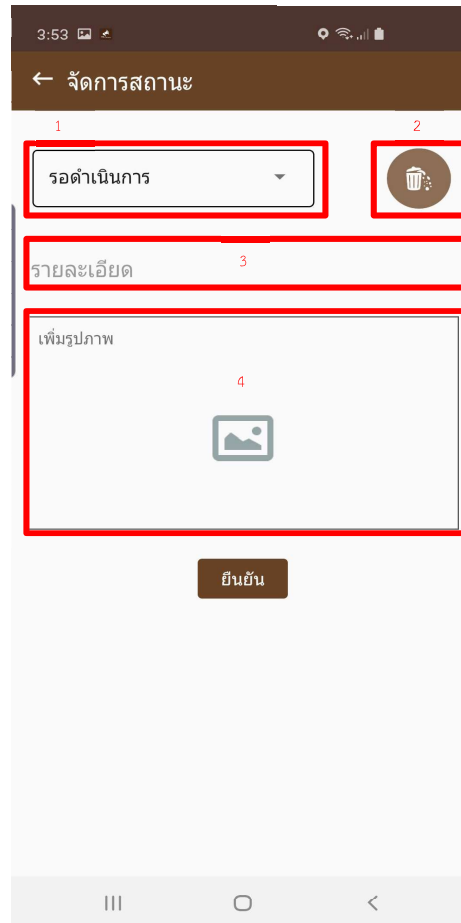 3:53
จัดการสถานะ
1
2
รอดำเนินการ
รายละเอียด
3
เพิ่มรูปภาพ
4
ยืนยัน